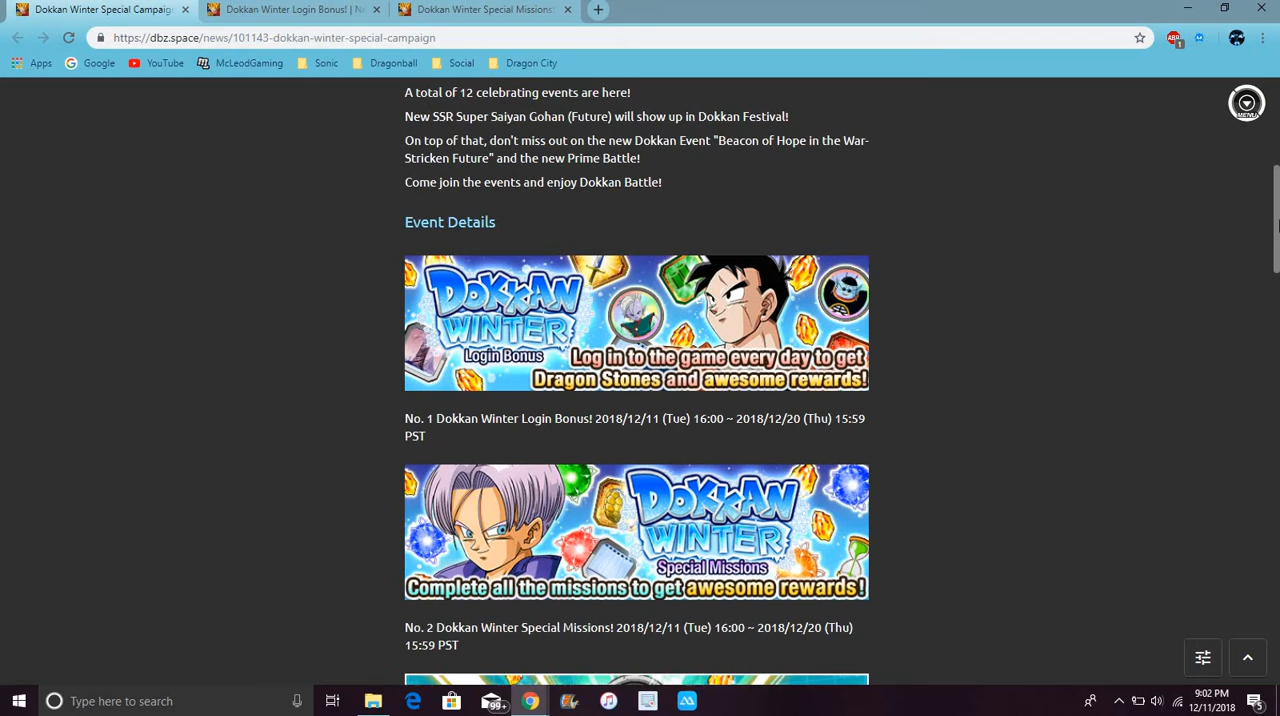 Dokkan Winter Special Campaig
Dokkan Winter Login Bonus! | Ne
Dokkan Winter Special Missions
https://dbz.space/news/101143-dokkan-winter-special-campaign
ABP
1
Apps
Google
YouTube
McLeodGaming
Sonic
Dragonball
Social
Dragon City
MENU
A total of 12 celebrating events are here!
New SSR Super Saiyan Gohan (Future) will show up in Dokkan Festival!
On top of that, don't miss out on the new Dokkan Event "Beacon of Hope in the War-
Stricken Future" and the new Prime Battle!
Come join the events and enjoy Dokkan Battle!
Event Details
DOKKAN
WINTER
Login Bonus
Log in to the game every day to get
Dragon Stones and awesome rewards!
No. 1 Dokkan Winter Login Bonus! 2018/12/11 (Tue) 16:00 ~ 2018/12/20 (Thu) 15:59
PST
DOKKAN
WINTER
Special Missions
Complete all the missions to get awesome rewards!
No. 2 Dokkan Winter Special Missions! 2018/12/11 (Tue) 16:00 ~ 2018/12/20 (Thu)
15:59 PST
Type here to search
99+
9:02 PM
12/11/2018
5